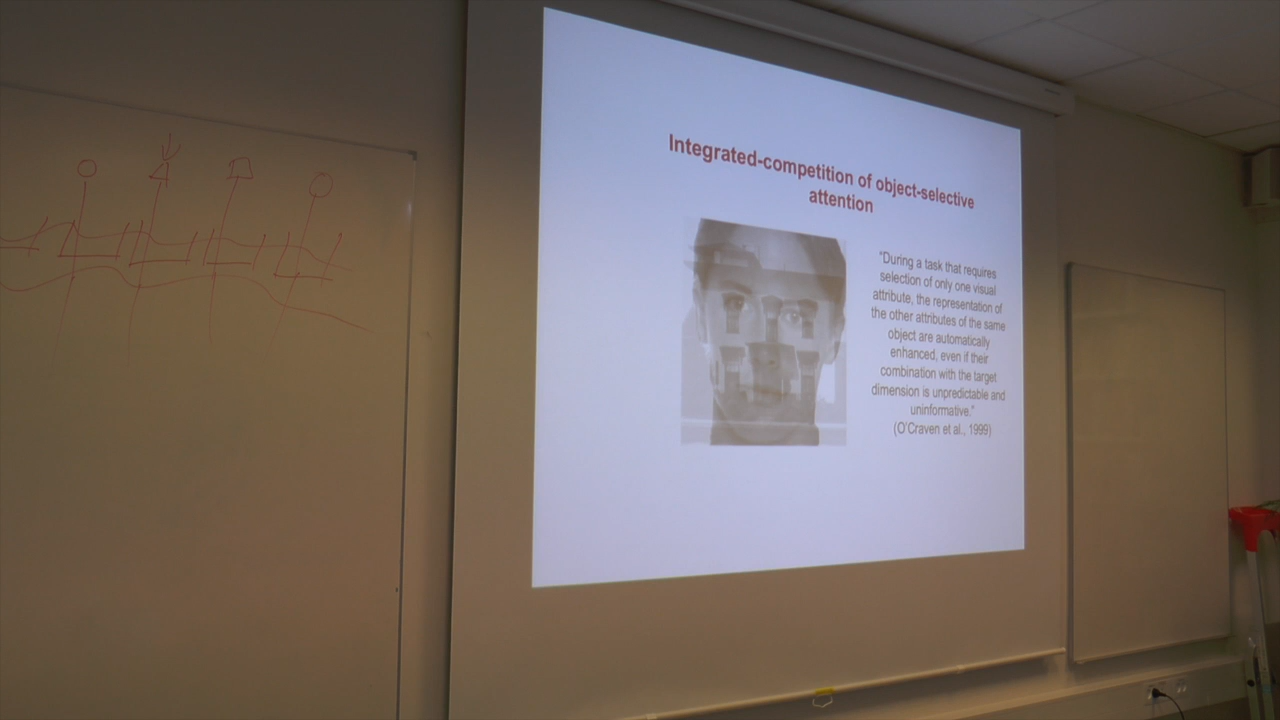 Integrated-competition of object-selective
attention
"During a task that requires
selection of only one visual
attribute, the representation of
the other attributes of the same
object are automatically
enhanced, even if their
combination with the target
dimension is unpredictable and
uninformative."
(O'Craven et al., 1999)